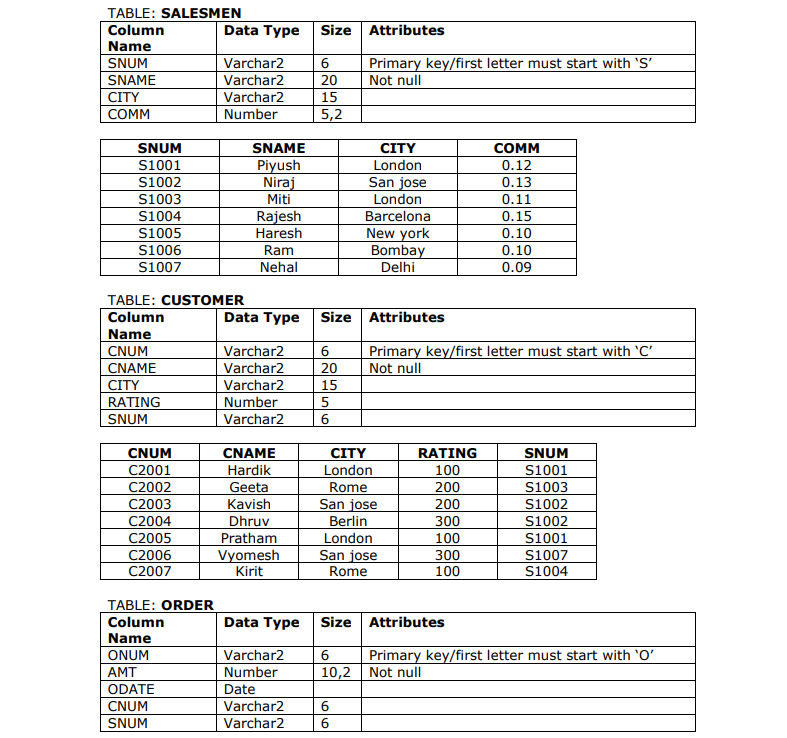 TABLE: SALESMEN
Column Name Data Type Size Attributes
SNUM Varchar2 6 Primary key/first letter must start with ‘S’
SNAME Varchar2 20 Not null
CITY Varchar2 15
COMM Number 5,2
SNUM SNAME CITY COMM
S1001 Piyush London 0.12
S1002 Niraj San jose 0.13
S1003 Miti London 0.11
S1004 Rajesh Barcelona 0.15
S1005 Haresh New york 0.10
S1006 Ram Bombay 0.10
S1007 Nehal Delhi 0.09
TABLE: CUSTOMER
Column Name Data Type Size Attributes
CNUM Varchar2 6 Primary key/first letter must start with ‘C’
CNAME Varchar2 20 Not null
CITY Varchar2 15
RATING Number 5
SNUM Varchar2 6
CNUM CNAME CITY RATING SNUM
C2001 Hardik London 100 S1001
C2002 Geeta Rome 200 S1003
C2003 Kavish San jose 200 S1002
C2004 Dhruv Berlin 300 S1002
C2005 Pratham London 100 S1001
C2006 Vyomesh San jose 300 S1007
C2007 Kirit Rome 100 S1004
TABLE: ORDER
Column Name Data Type Size Attributes
ONUM Varchar2 6 Primary key/first letter must start with ‘O’
AMT Number 10,2 Not null
ODATE Date
CNUM Varchar2 6
SNUM Varchar2 6